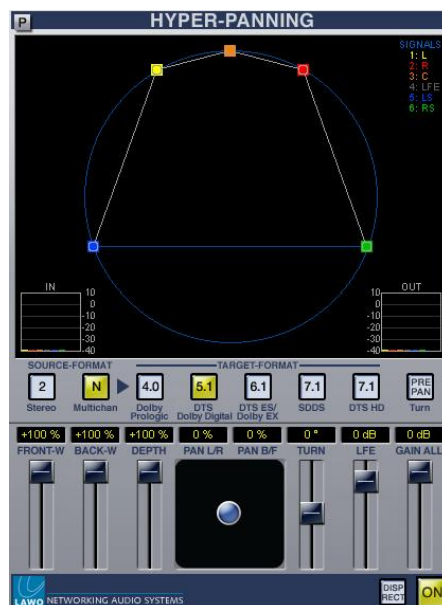 P
HYPER-PANNING
SIGNALS
1: L
2: R
3: C
4: LFE
5: LS
6: RS
IN
10
0
-10
-20
-30
-40
OUT
10
0
-10
-20
-30
-40
SOURCE-FORMAT
TARGET-FORMAT
2
N
4.0
5.1
6.1
7.1
7.1
PRE PAN
Stereo
Multichan
Dolby Prologic
DTS Dolby Digital
DTS ES/ Dolby EX
SDDS
DTS HD
Turn
+100 %
+100 %
+100 %
0 %
0 %
0 °
0 dB
0 dB
FRONT-W
BACK-W
DEPTH
PAN L/R
PAN B/F
TURN
LFE
GAIN ALL
LAWO
NETWORKING AUDIO SYSTEMS
DISP RECT
ON